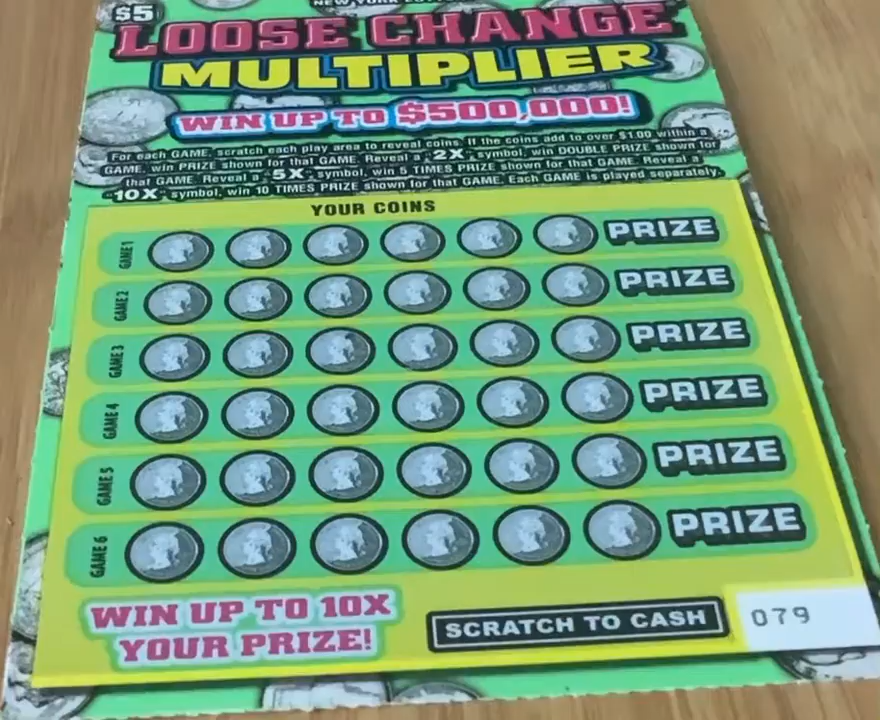 $5
NEW YORK
LOOSE CHANGE
MULTIPLIER
WIN UP TO $500,000!
For each GAME, scratch each play area to reveal coins. If the coins add to over $1.00 within a
GAME, win PRIZE shown for that GAME. Reveal a "2X" symbol, win DOUBLE PRIZE shown for
that GAME. Reveal a "5X" symbol, win 5 TIMES PRIZE shown for that GAME. Reveal a
"10X" symbol, win 10 TIMES PRIZE shown for that GAME. Each GAME is played separately.
YOUR COINS
GAME 1 PRIZE
GAME 2 PRIZE
GAME 3 PRIZE
GAME 4 PRIZE
GAME 5 PRIZE
GAME 6 PRIZE
WIN UP TO 10X
YOUR PRIZE!
SCRATCH TO CASH
079